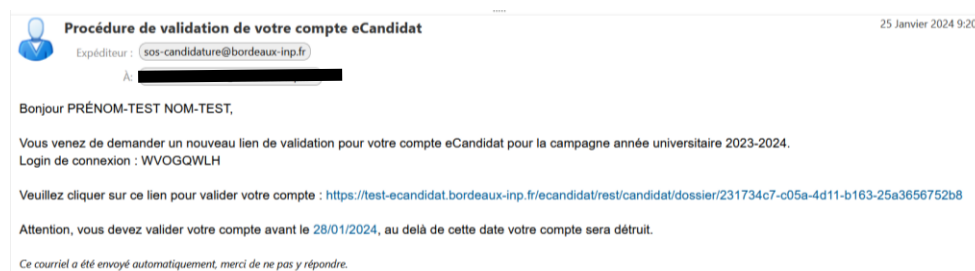 Procédure de validation de votre compte eCandidat
25 Janvier 2024 9:20
Expéditeur : sos-candidature@bordeaux-inp.fr
À:
Bonjour PRÉNOM-TEST NOM-TEST,
Vous venez de demander un nouveau lien de validation pour votre compte eCandidat pour la campagne année universitaire 2023-2024.
Login de connexion : WVOGQWLH
Veuillez cliquer sur ce lien pour valider votre compte : https://test-ecandidat.bordeaux-inp.fr/ecandidat/rest/candidat/dossier/231734c7-c05a-4d11-b163-25a3656752b8
Attention, vous devez valider votre compte avant le 28/01/2024, au delà de cette date votre compte sera détruit.
Ce courriel a été envoyé automatiquement, merci de ne pas y répondre.